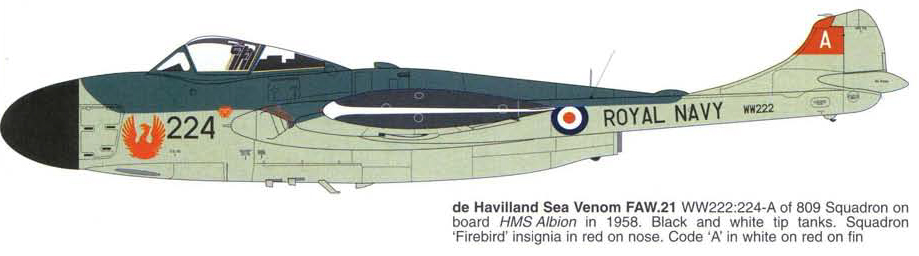 A
224
ROYAL NAVY WW222
de Havilland Sea Venom FAW.21 WW222:224-A of 809 Squadron on
board HMS Albion in 1958. Black and white tip tanks. Squadron
'Firebird' insignia in red on nose. Code 'A' in white on red on fin